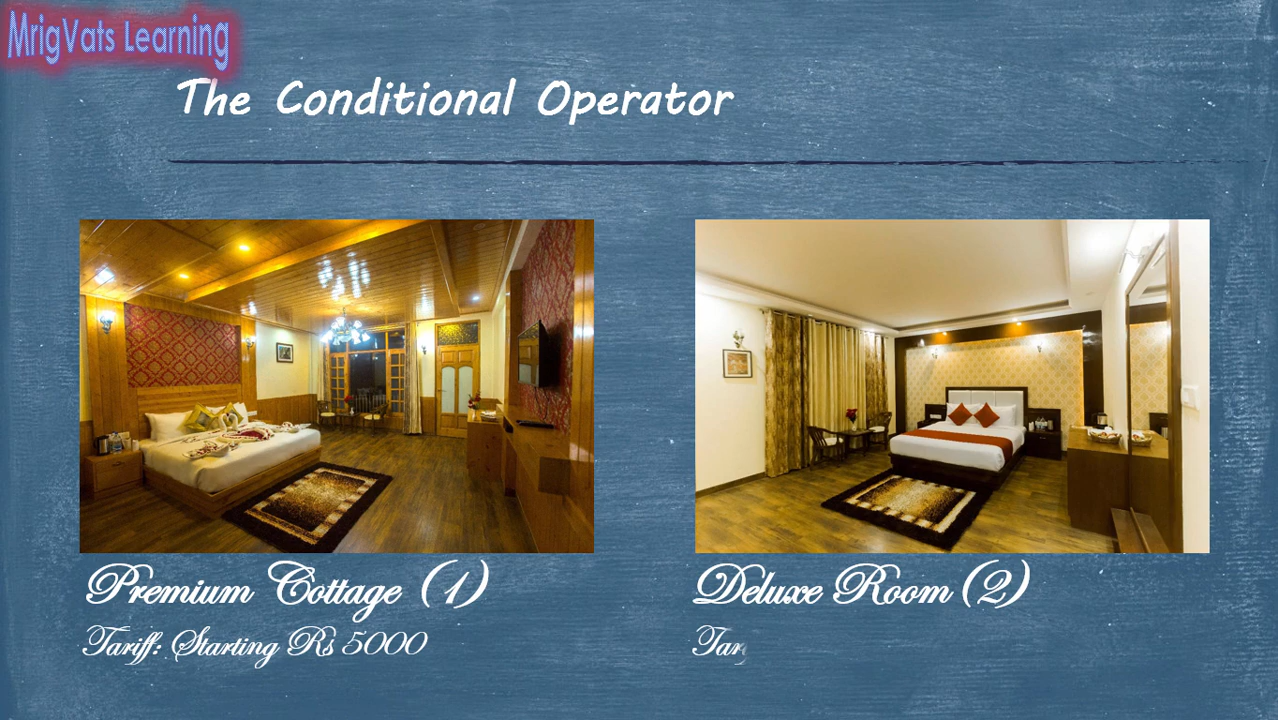 MrigVats Learning
The Conditional Operator
Premium Cottage (1)
Deluxe Room (2)
Tariff: Starting Rs 5000